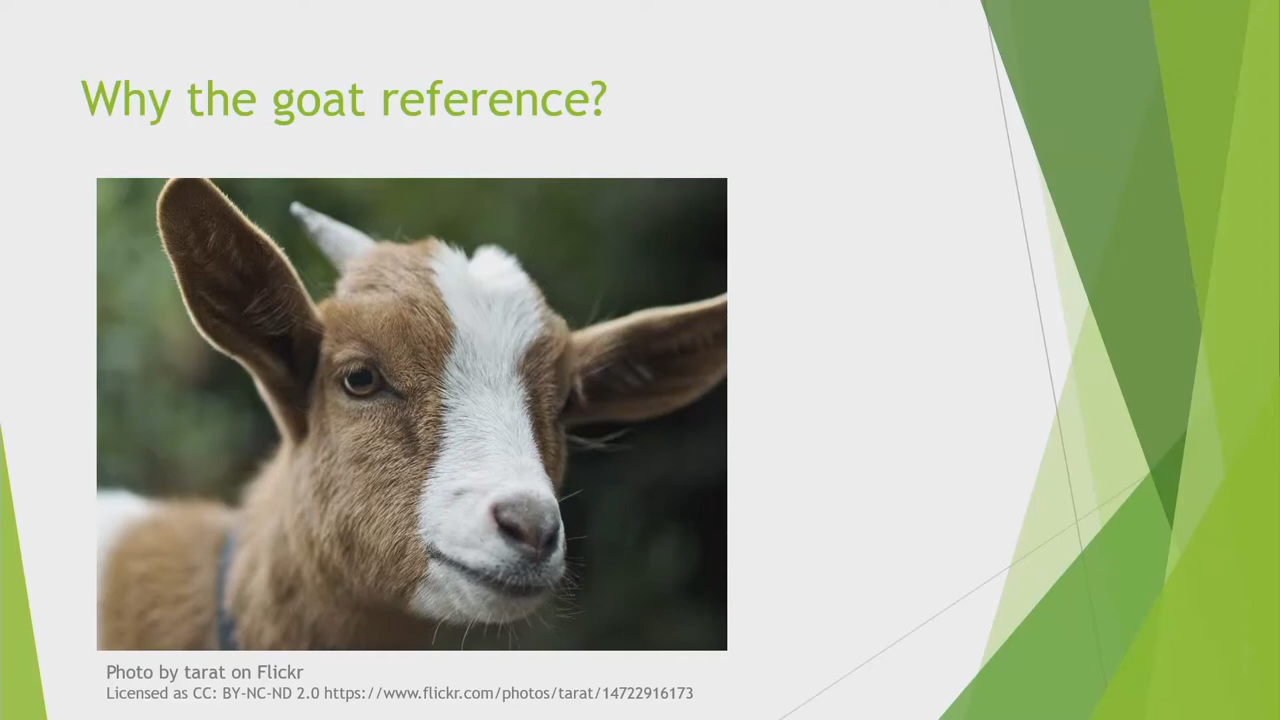 Why the goat reference?
Photo by tarat on Flickr
Licensed as CC: BY-NC-ND 2.0 https://www.flickr.com/photos/tarat/14722916173